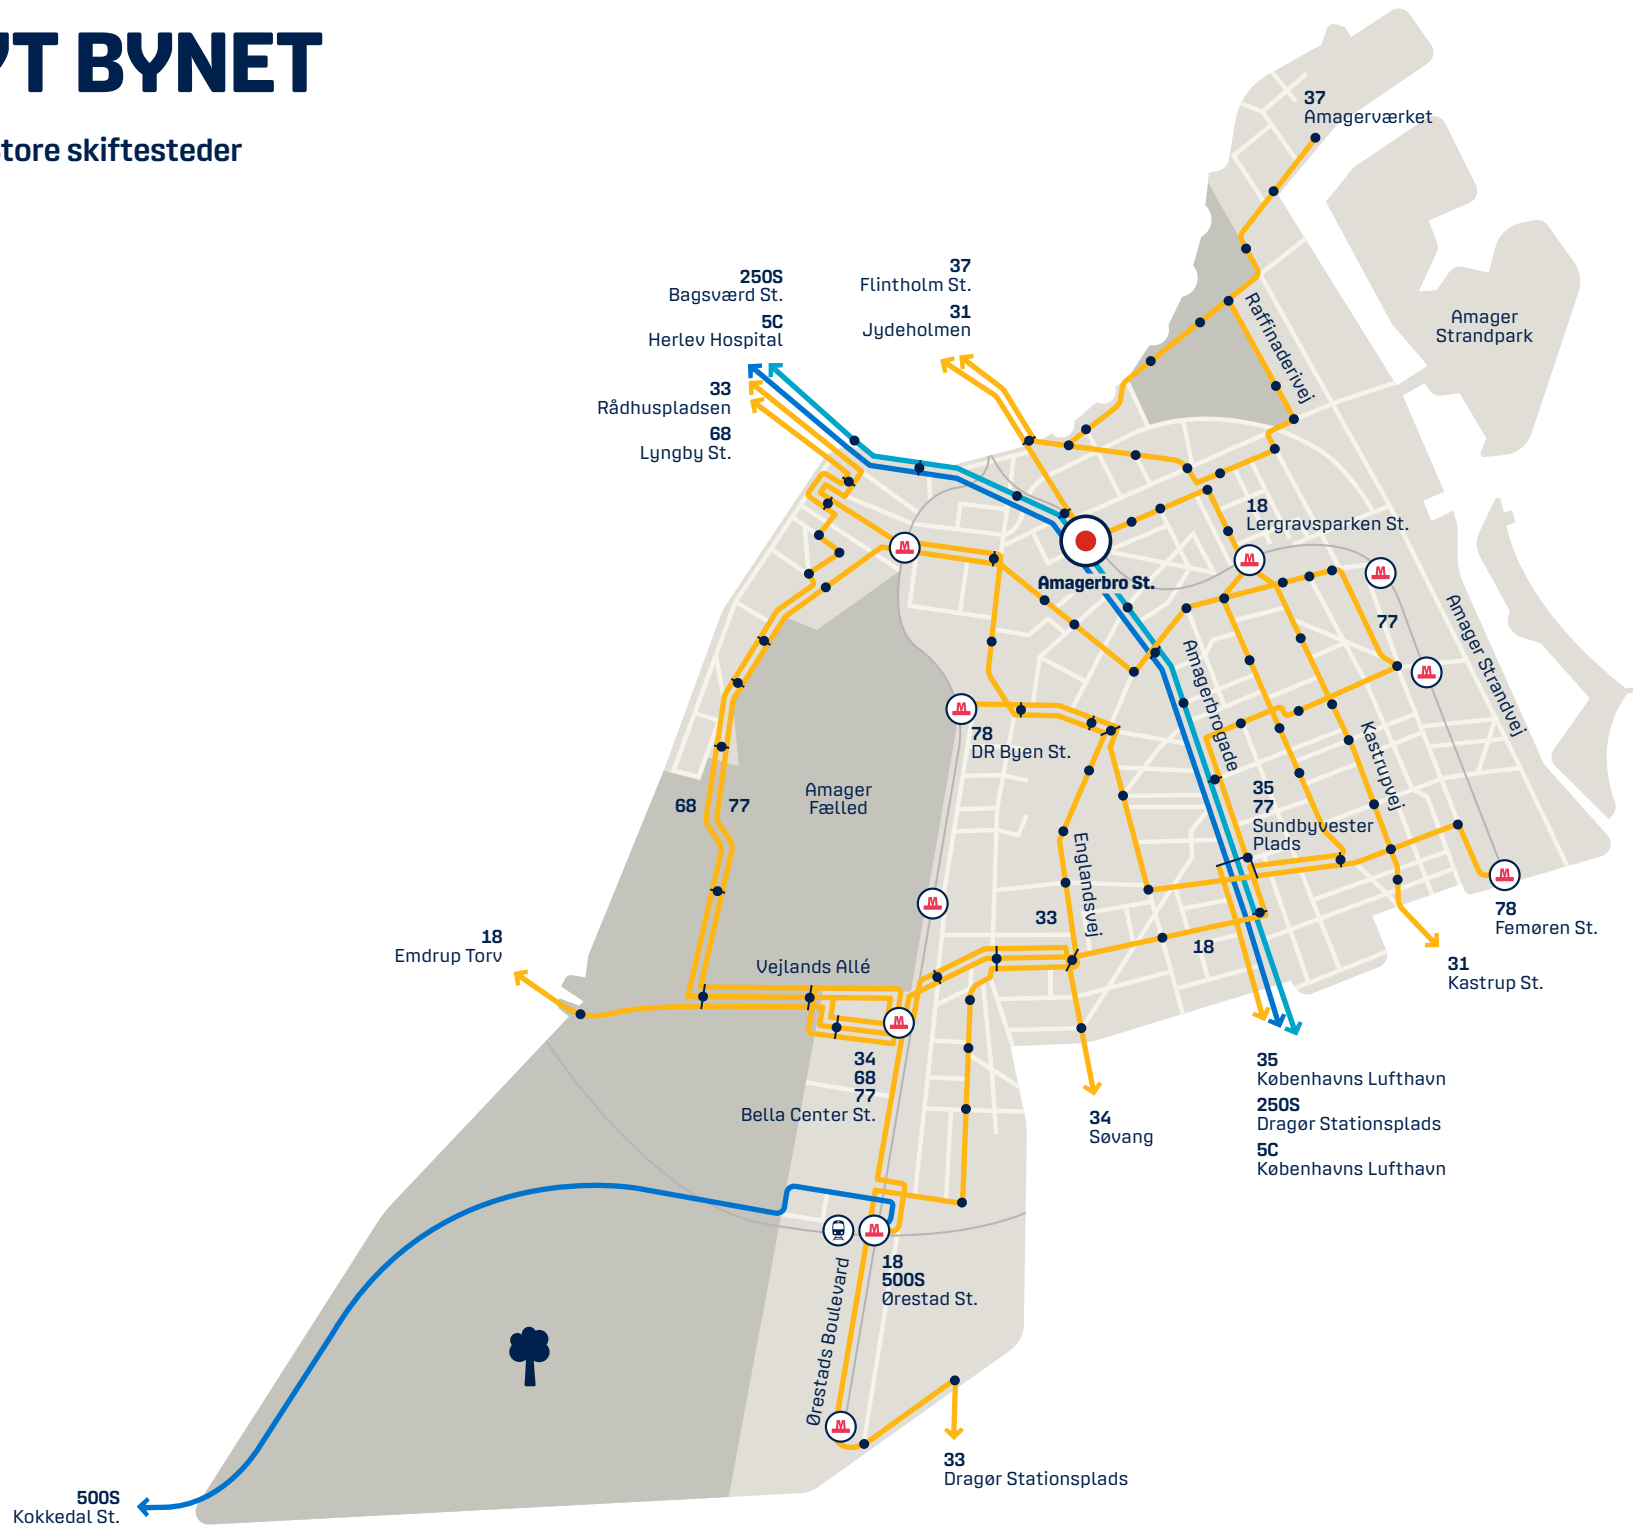 YT BYNET
tore skiftesteder
37
Amagerværket
250S
Bagsværd St.
5C
Herlev Hospital
37
Flintholm St.
31
Jydeholmen
33
Rådhuspladsen
68
Lyngby St.
Raffinaderivej
Amager
Strandpark
18
Lergravsparken St.
Amagerbro St.
77
Amager Strandvej
Amagerbrogade
Kastrupvej
78
DR Byen St.
68
77
Amager
Fælled
35
77
Sundbyvester
Plads
Englandsvej
33
18
78
Femøren St.
18
Emdrup Torv
Vejlands Allé
31
Kastrup St.
34
68
77
Bella Center St.
35
Københavns Lufthavn
250S
Dragør Stationsplads
5C
Københavns Lufthavn
34
Søvang
18
500S
Ørestad St.
Ørestads Boulevard
33
Dragør Stationsplads
500S
Kokkedal St.